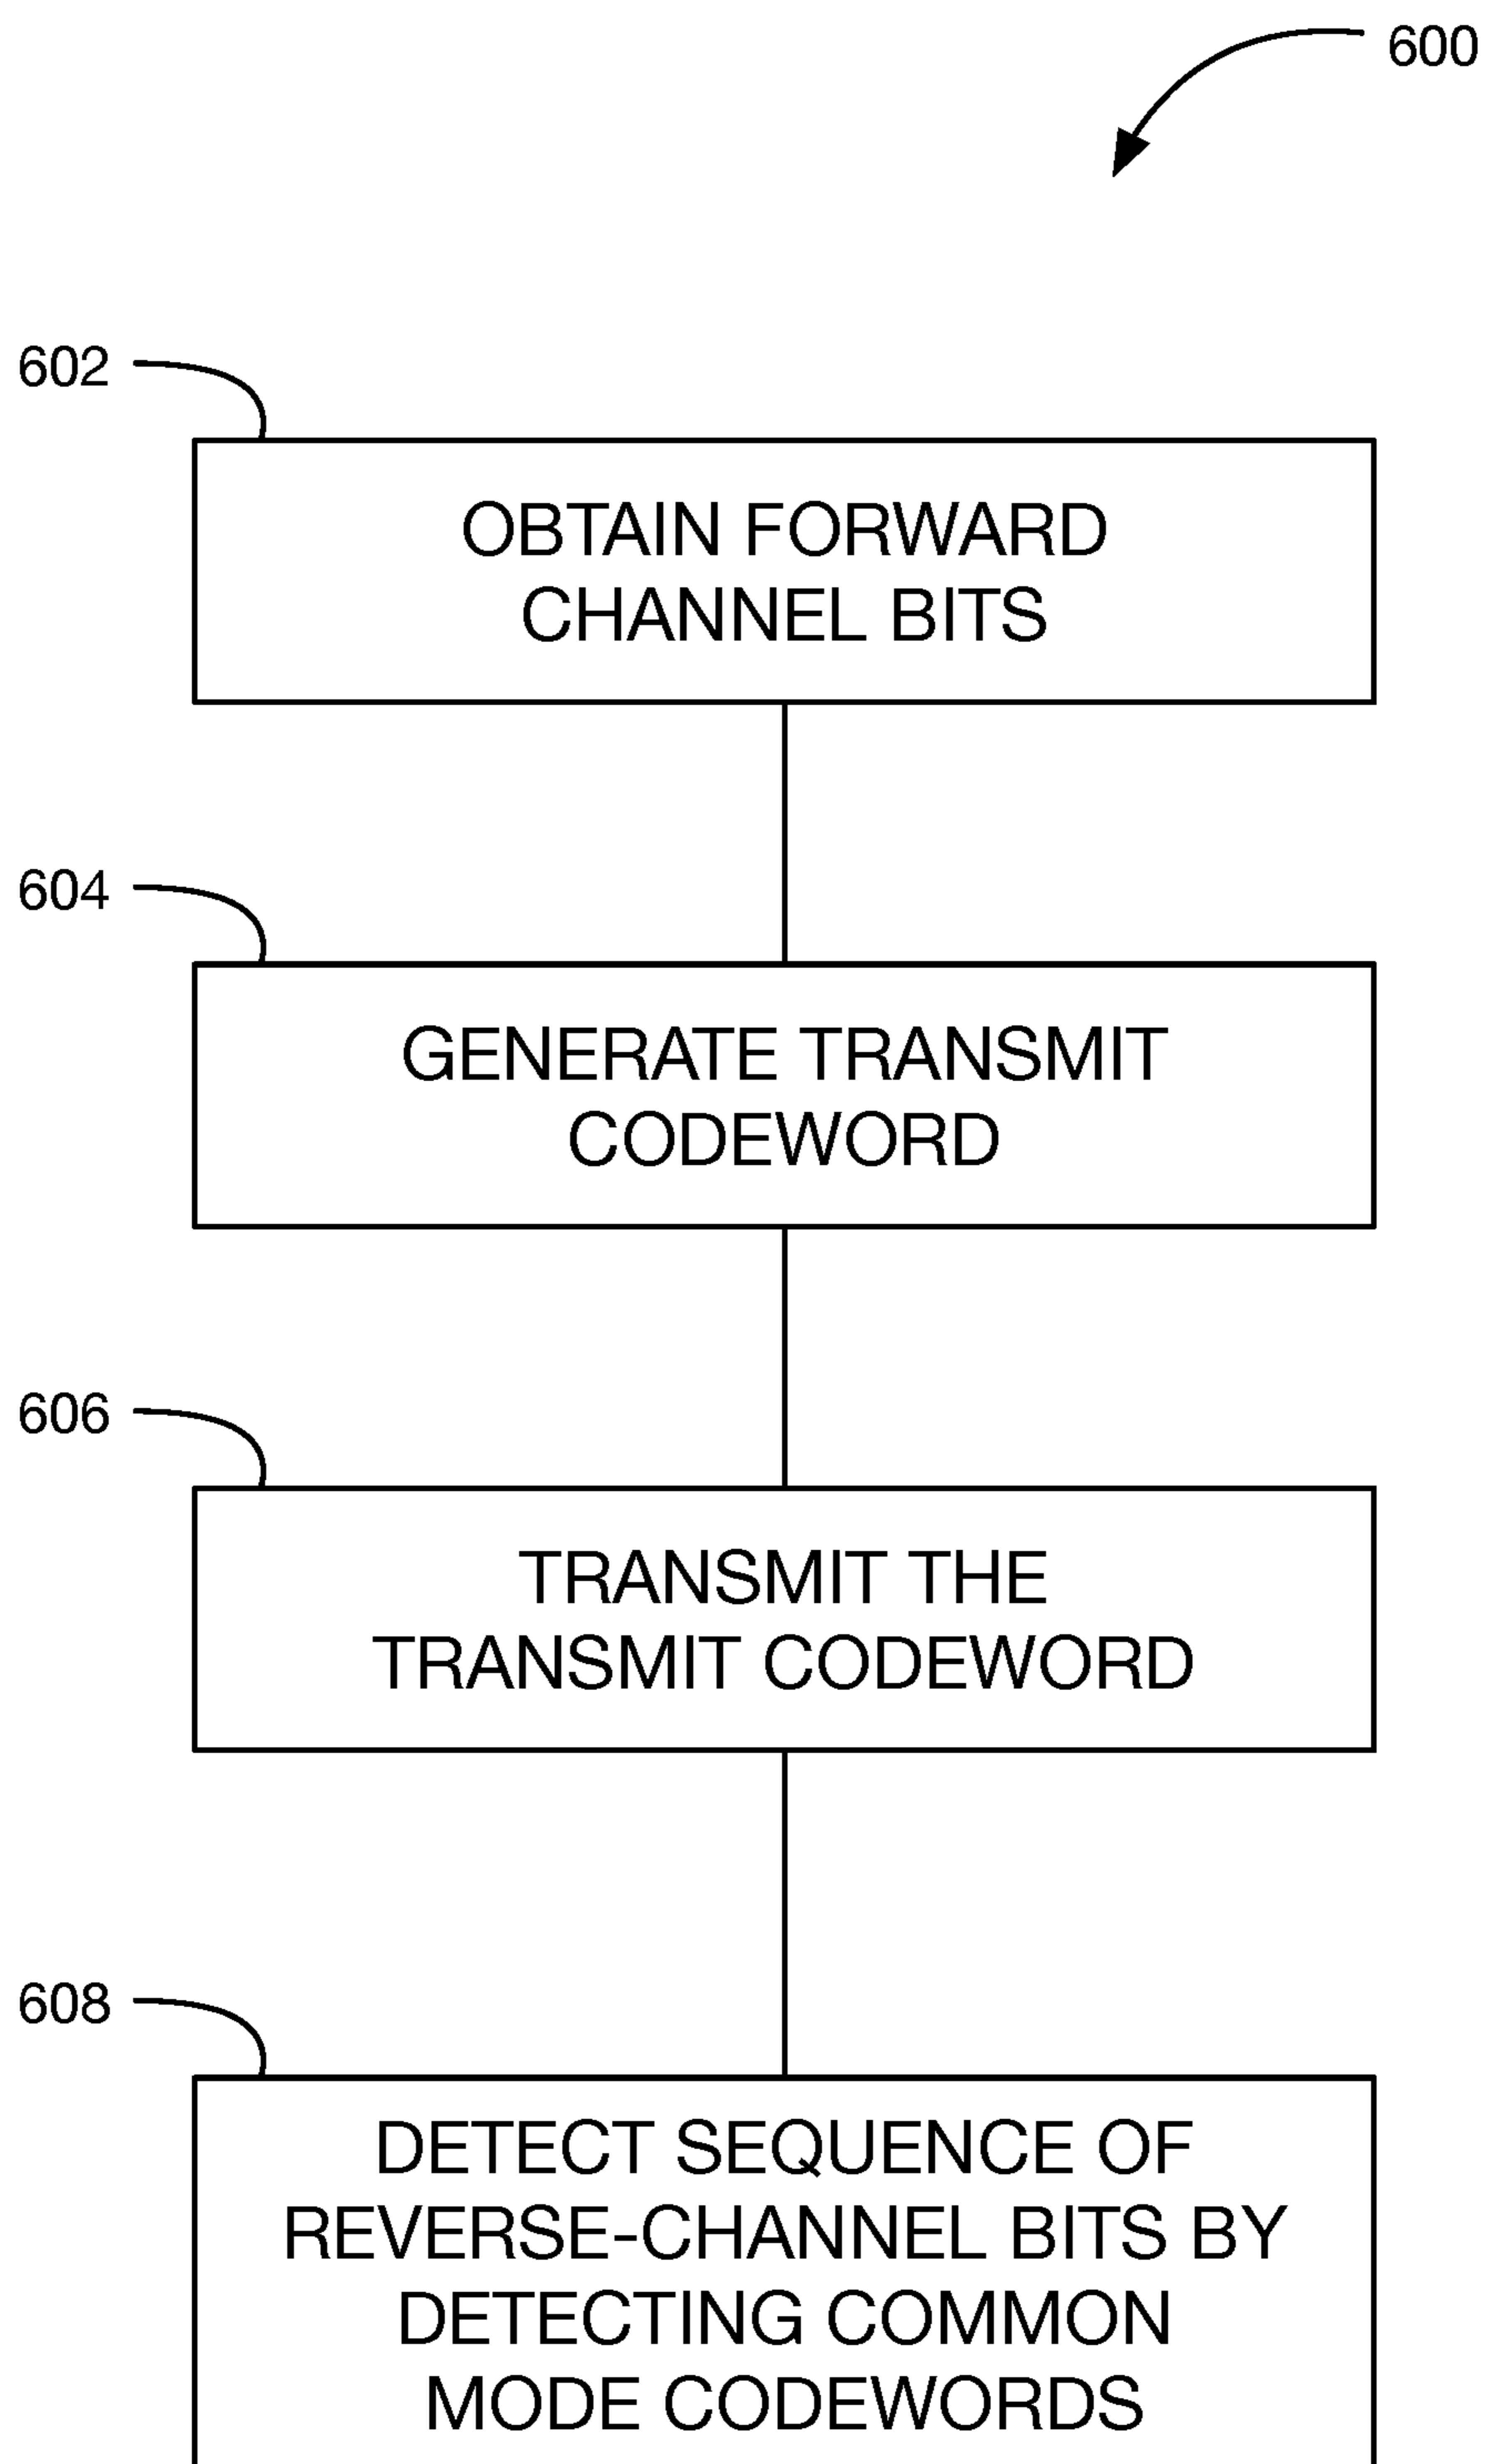 600
602
OBTAIN FORWARD
CHANNEL BITS
604
GENERATE TRANSMIT
CODEWORD
606
TRANSMIT THE
TRANSMIT CODEWORD
608
DETECT SEQUENCE OF
REVERSE-CHANNEL BITS BY
DETECTING COMMON
MODE CODEWORDS